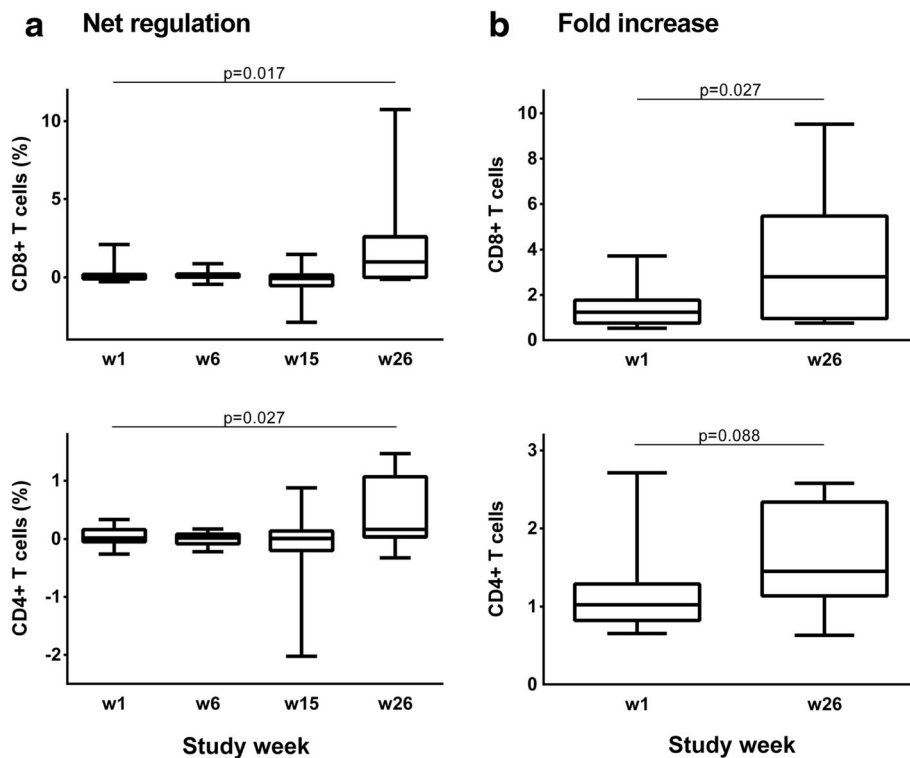 a Net regulation
p=0.017
CD8+ T cells (%)
10
5
0
w1 w6 w15 w26
p=0.027
CD4+ T cells (%)
1
0
-1
-2
w1 w6 w15 w26
Study week
b Fold increase
p=0.027
CD8+ T cells
10
8
6
4
2
0
w1 w26
p=0.088
CD4+ T cells
3
2
1
0
w1 w26
Study week